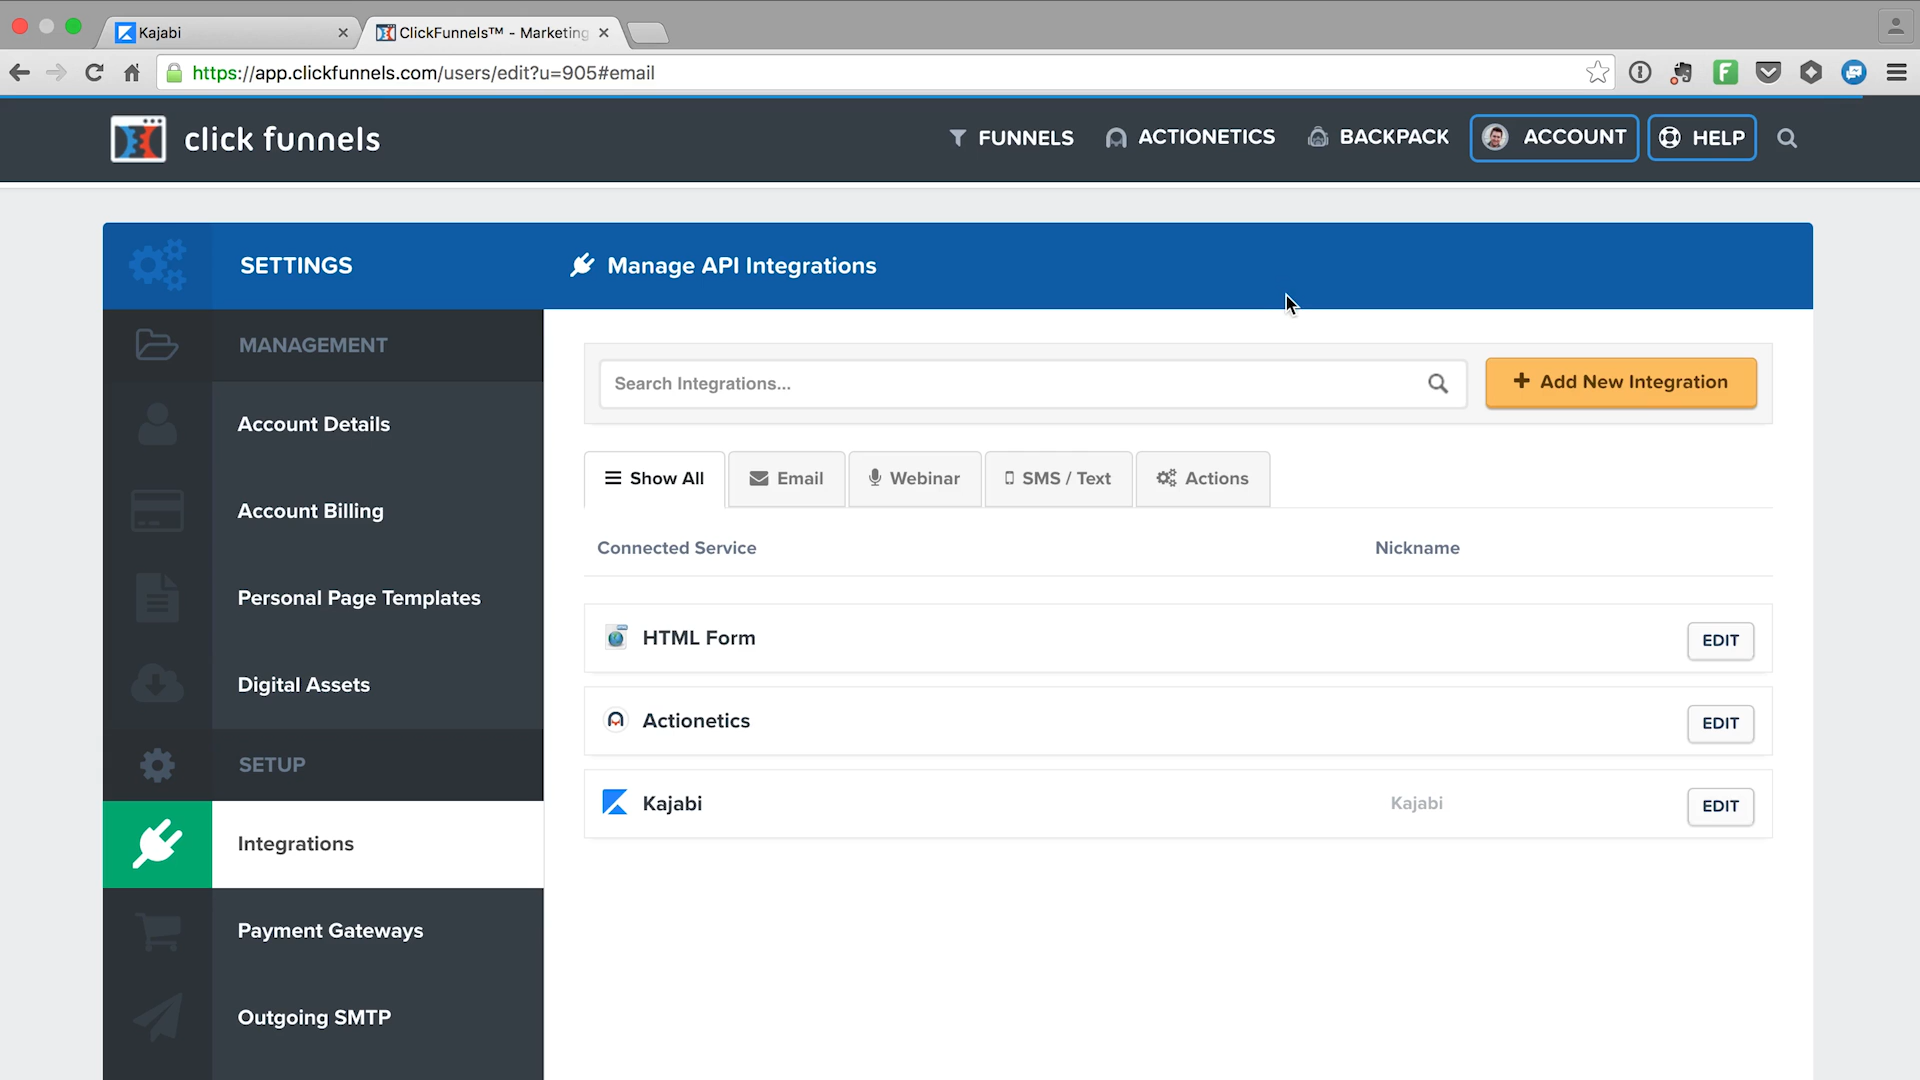 Kajabi
ClickFunnels™ - Marketing
https://app.clickfunnels.com/users/edit?u=905#email
click funnels
FUNNELS
ACTIONETICS
BACKPACK
ACCOUNT
HELP
SETTINGS
Manage API Integrations
MANAGEMENT
Account Details
Account Billing
Personal Page Templates
Digital Assets
SETUP
Integrations
Payment Gateways
Outgoing SMTP
Search Integrations...
+ Add New Integration
Show All
Email
Webinar
SMS / Text
Actions
Connected Service
Nickname
HTML Form
EDIT
Actionetics
EDIT
Kajabi
Kajabi
EDIT